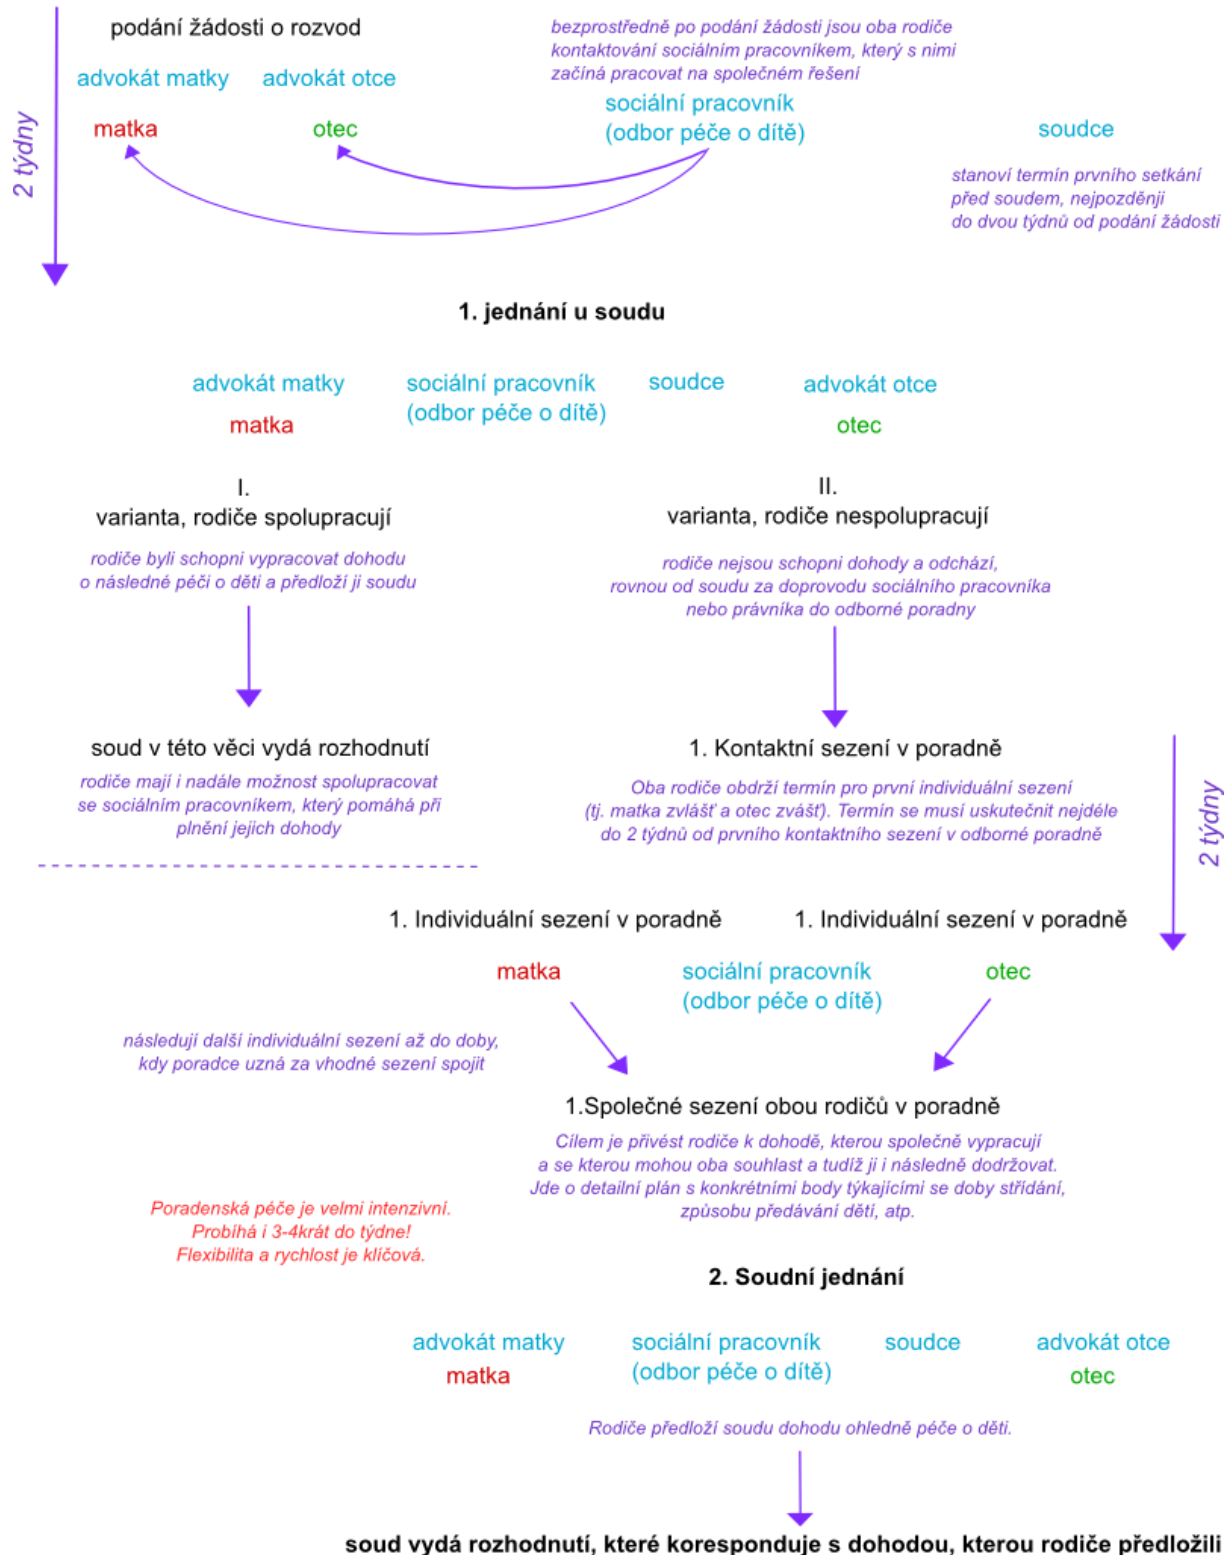 podání žádosti o rozvod
bezprostředně po podání žádosti jsou oba rodiče
kontaktování sociálním pracovníkem, který s nimi
začíná pracovat na společném řešení
advokát matky
advokát otce
sociální pracovník
(odbor péče o dítě)
matka
otec
soudce
2 týdny
stanoví termín prvního setkání
před soudem, nejpozdénji
do dvou týdnů od podání žádosti
1. jednání u soudu
advokát matky
sociální pracovník
(odbor péče o dítě)
soudce
advokát otce
matka
otec
I.
varianta, rodiče spolupracují
rodiče byli schopni vypracovat dohodu
o následné péči o děti a předloží ji soudu
II.
varianta, rodiče nespolupracují
rodiče nejsou schopni dohody a odchází,
rovnou od soudu za doprovodu sociálního pracovníka
nebo právníka do odborné poradny
soud v této věci vydá rozhodnutí
rodiče mají i nadále možnost spolupracovat
se sociálním pracovníkem, který pomáhá při
plnění jejich dohody
1. Kontaktní sezení v poradně
Oba rodiče obdrží termín pro první individuální sezení
(tj. matka zvlášť a otec zvášť). Termín se musí uskutečnit nejdéle
do 2 týdnů od prvního kontaktního sezení v odborné poradně
2 týdny
1. Individuální sezení v poradně
1. Individuální sezení v poradně
matka
sociální pracovník
(odbor péče o dítě)
otec
následují další individuální sezení až do doby,
kdy poradce uzná za vhodné sezení spojit
1.Společné sezení obou rodičů v poradně
Cílem je přivést rodiče k dohodě, kterou společně vypracují
a se kterou mohou oba souhlast a tudíž ji i následně dodržovat.
Jde o detailní plán s konkrétními body týkajícími se doby střídání,
způsobu předávání dětí, atp.
Poradenská péče je velmi intenzivní.
Probíhá i 3-4krát do týdne!
Flexibilita a rychlost je klíčová.
2. Soudní jednání
advokát matky
sociální pracovník
(odbor péče o dítě)
soudce
advokát otce
matka
otec
Rodiče předloží soudu dohodu ohledně péče o děti.
soud vydá rozhodnutí, které koresponduje s dohodou, kterou rodiče předložili